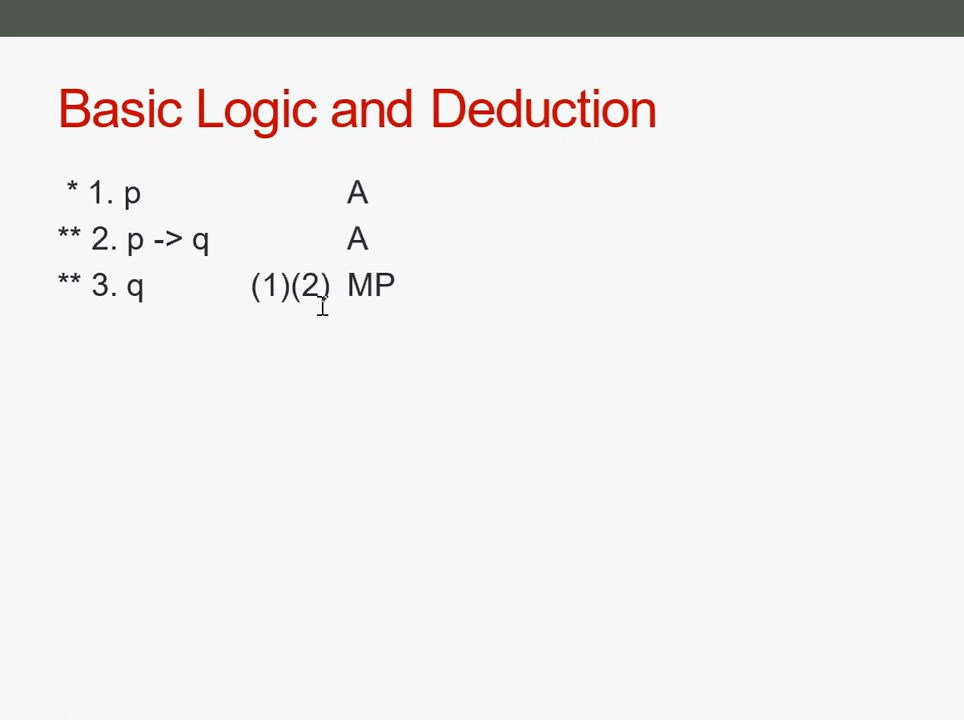 Basic Logic and Deduction
* 1. p A
** 2. p -> q A
** 3. q (1)(2) MP